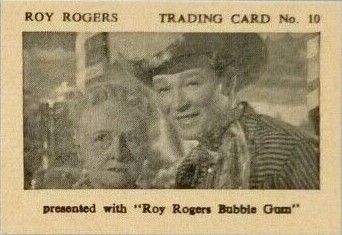 ROY ROGERS TRADING CARD No. 10
presented with "Roy Rogers Bubble Gum"